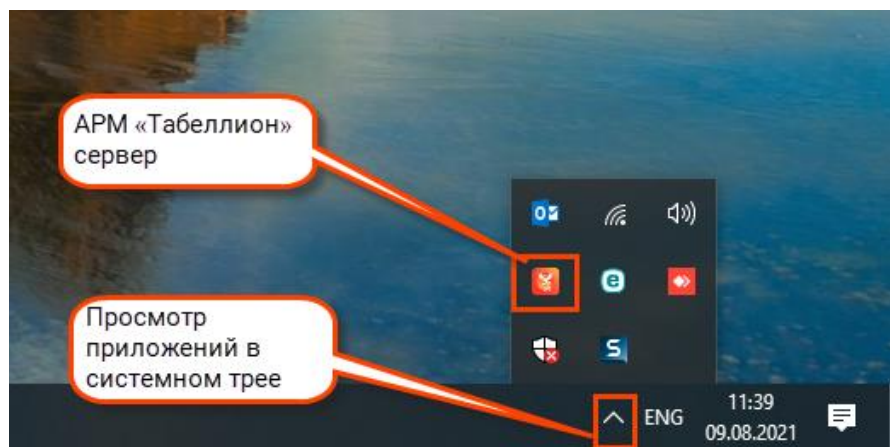 АРМ «Табеллион»
сервер
Просмотр
приложений в
системном трее
ENG
11:39
09.08.2021